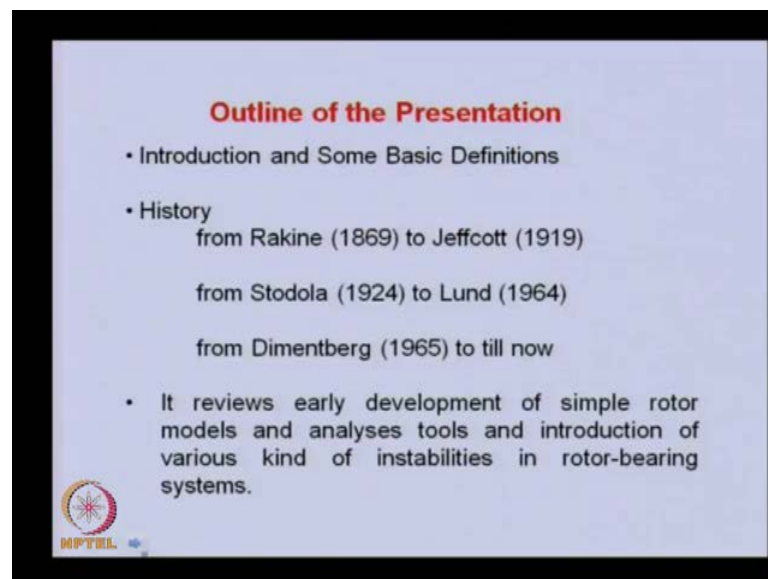 Outline of the Presentation
• Introduction and Some Basic Definitions
• History
from Rakine (1869) to Jeffcott (1919)
from Stodola (1924) to Lund (1964)
from Dimentberg (1965) to till now
• It reviews early development of simple rotor
models and analyses tools and introduction of
various kind of instabilities in rotor-bearing
systems.
NPTEL